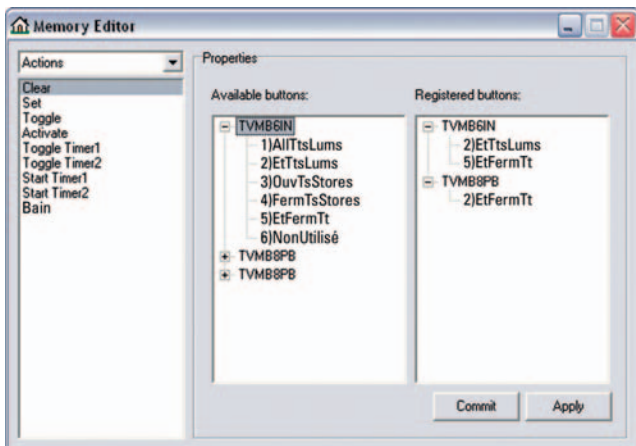 Memory Editor
Actions
Clear
Set
Toggle
Activate
Toggle Timer1
Toggle Timer2
Start Timer1
Start Timer2
Bain
Properties
Available buttons:
TVMB6IN
1)AllTtsLums
2)EtTtsLums
3)OuvTsStores
4)FermTsStores
5)EtFermTt
6)NonUtilisé
TVMB8PB
TVMB8PB
Registered buttons:
TVMB6IN
2)EtTtsLums
5)EtFermTt
TVMB8PB
2)EtFermTt
Commit
Apply